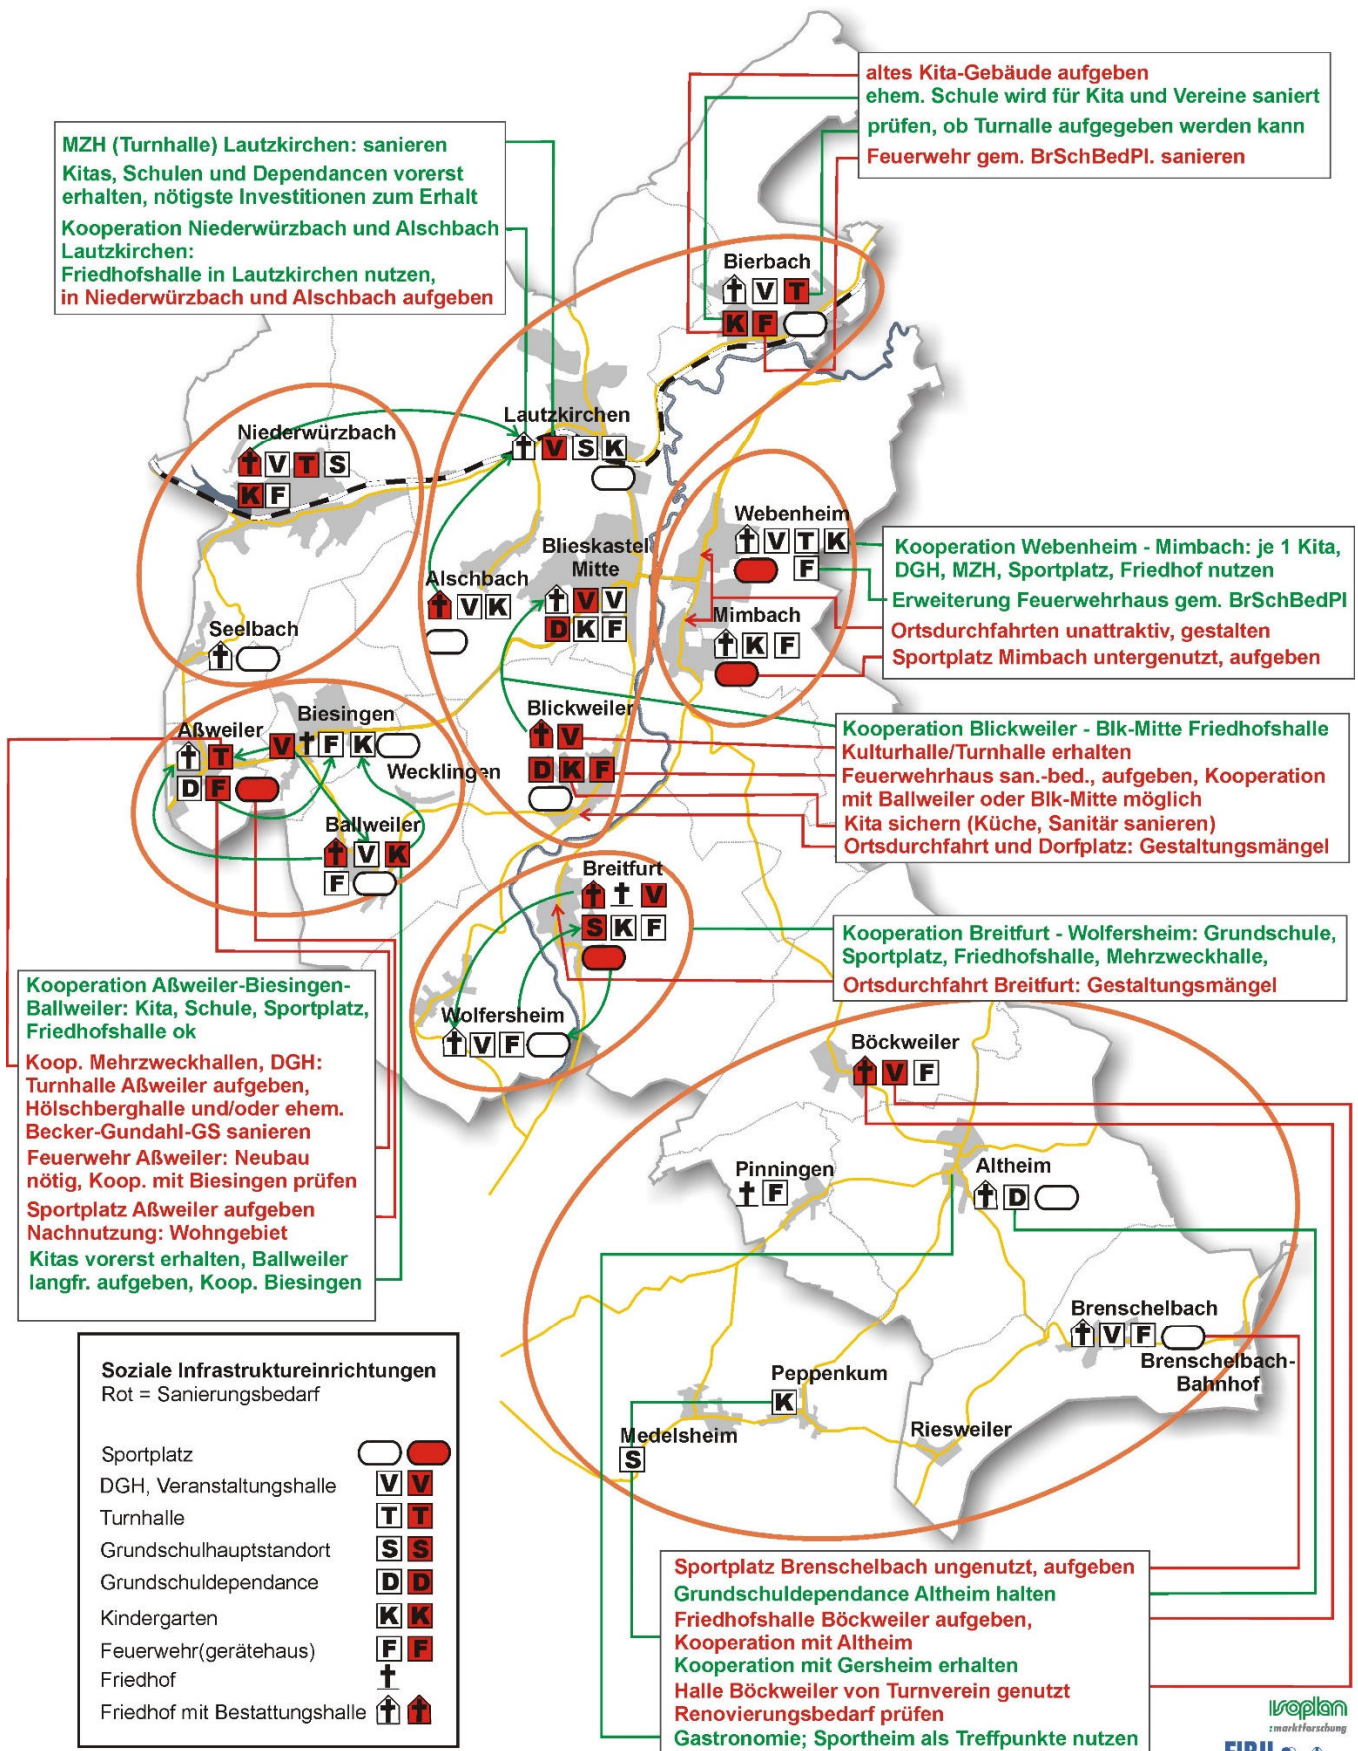 altes Kita-Gebäude aufgeben
ehem. Schule wird für Kita und Vereine saniert
prüfen, ob Turnalle aufgegeben werden kann
Feuerwehr gem. BrSchBedPl. sanieren
MZH (Turnhalle) Lautzkirchen: sanieren
Kitas, Schulen und Dependancen vorerst
erhalten, nötigste Investitionen zum Erhalt
Kooperation Niederwürzbach und Alschbach
Lautzkirchen:
Friedhofshalle in Lautzkirchen nutzen,
in Niederwürzbach und Alschbach aufgeben
Bierbach
V T
K F
Lautzkirchen
V S K
Niederwürzbach
V T S
K F
Webenheim
V T K
F
Kooperation Webenheim - Mimbach: je 1 Kita,
DGH, MZH, Sportplatz, Friedhof nutzen
Erweiterung Feuerwehrhaus gem. BrSchBedPl
Ortsdurchfahrten unattraktiv, gestalten
Sportplatz Mimbach untergenutzt, aufgeben
Blieskastel
Mitte
V V
D K F
Alschbach
V K
Mimbach
K F
Seelbach
Blickweiler
V
D K F
Kooperation Blickweiler - Blk-Mitte Friedhofshalle
Kulturhalle/Turnhalle erhalten
Feuerwehrhaus san.-bed., aufgeben, Kooperation
mit Ballweiler oder Blk-Mitte möglich
Kita sichern (Küche, Sanitär sanieren)
Ortsdurchfahrt und Dorfplatz: Gestaltungsmängel
Aßweiler
T
D F
Biesingen
V F K
Wecklingen
Ballweiler
V K
F
Breitfurt
V
S K F
Kooperation Breitfurt - Wolfersheim: Grundschule,
Sportplatz, Friedhofshalle, Mehrzweckhalle,
Ortsdurchfahrt Breitfurt: Gestaltungsmängel
Wolfersheim
V F
Kooperation Aßweiler-Biesingen-
Ballweiler: Kita, Schule, Sportplatz,
Friedhofshalle ok
Koop. Mehrzweckhallen, DGH:
Turnhalle Aßweiler aufgeben,
Hölschberghalle und/oder ehem.
Becker-Gundahl-GS sanieren
Feuerwehr Aßweiler: Neubau
nötig, Koop. mit Biesingen prüfen
Sportplatz Aßweiler aufgeben
Nachnutzung: Wohngebiet
Kitas vorerst erhalten, Ballweiler
langfr. aufgeben, Koop. Biesingen
Böckweiler
V F
Pinningen
F
Altheim
D
Brenschelbach
V F
Brenschelbach-
Bahnhof
Peppenkum
K
Medelsheim
S
Riesweiler
Soziale Infrastruktureinrichtungen
Rot = Sanierungsbedarf
Sportplatz
DGH, Veranstaltungshalle V V
Turnhalle T T
Grundschulhauptstandort S S
Grundschuldependance D D
Kindergarten K K
Feuerwehr(gerätehaus) F F
Friedhof
Friedhof mit Bestattungshalle
Sportplatz Brenschelbach ungenutzt, aufgeben
Grundschuldependance Altheim halten
Friedhofshalle Böckweiler aufgeben,
Kooperation mit Altheim
Kooperation mit Gersheim erhalten
Halle Böckweiler von Turnverein genutzt
Renovierungsbedarf prüfen
Gastronomie; Sportheim als Treffpunkte nutzen
isoplan
:marktforschung